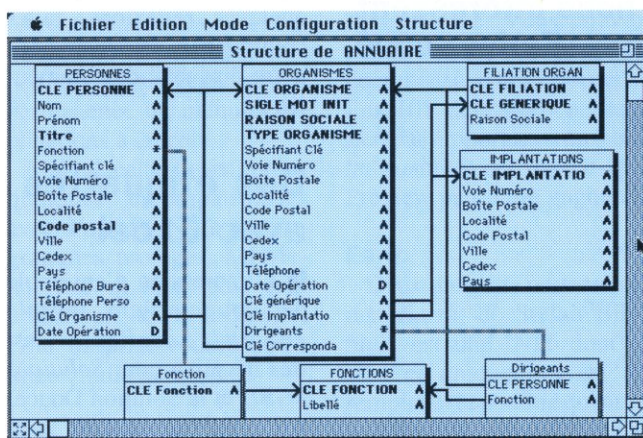 Fichier Edition Mode Configuration Structure
Structure de ANNUAIRE
PERSONNES
CLE PERSONNE A
Nom A
Prénom A
Titre A
Fonction *
Spécifiant clé A
Voie Numéro A
Boîte Postale A
Localité A
Code postal A
Ville A
Cedex A
Pays A
Téléphone Burea A
Téléphone Perso A
Clé Organisme A
Date Opération D
ORGANISMES
CLE ORGANISME A
SIGLE MOT INIT A
RAISON SOCIALE A
TYPE ORGANISME A
Spécifiant Clé A
Voie Numéro A
Boîte Postale A
Localité A
Code Postal A
Ville A
Cedex A
Pays A
Téléphone A
Date Opération D
Clé générique A
Clé Implantatio A
Dirigeants *
Clé Corresponda A
FILIATION ORGAN
CLE FILIATION A
CLE GENERIQUE A
Raison Sociale A
IMPLANTATIONS
CLE IMPLANTATIO A
Voie Numéro A
Boîte Postale A
Localité A
Code Postal A
Ville A
Cedex A
Pays A
Fonction
CLE Fonction A
FONCTIONS
CLE FONCTION A
Libellé A
Dirigeants
CLE PERSONNE A
Fonction A